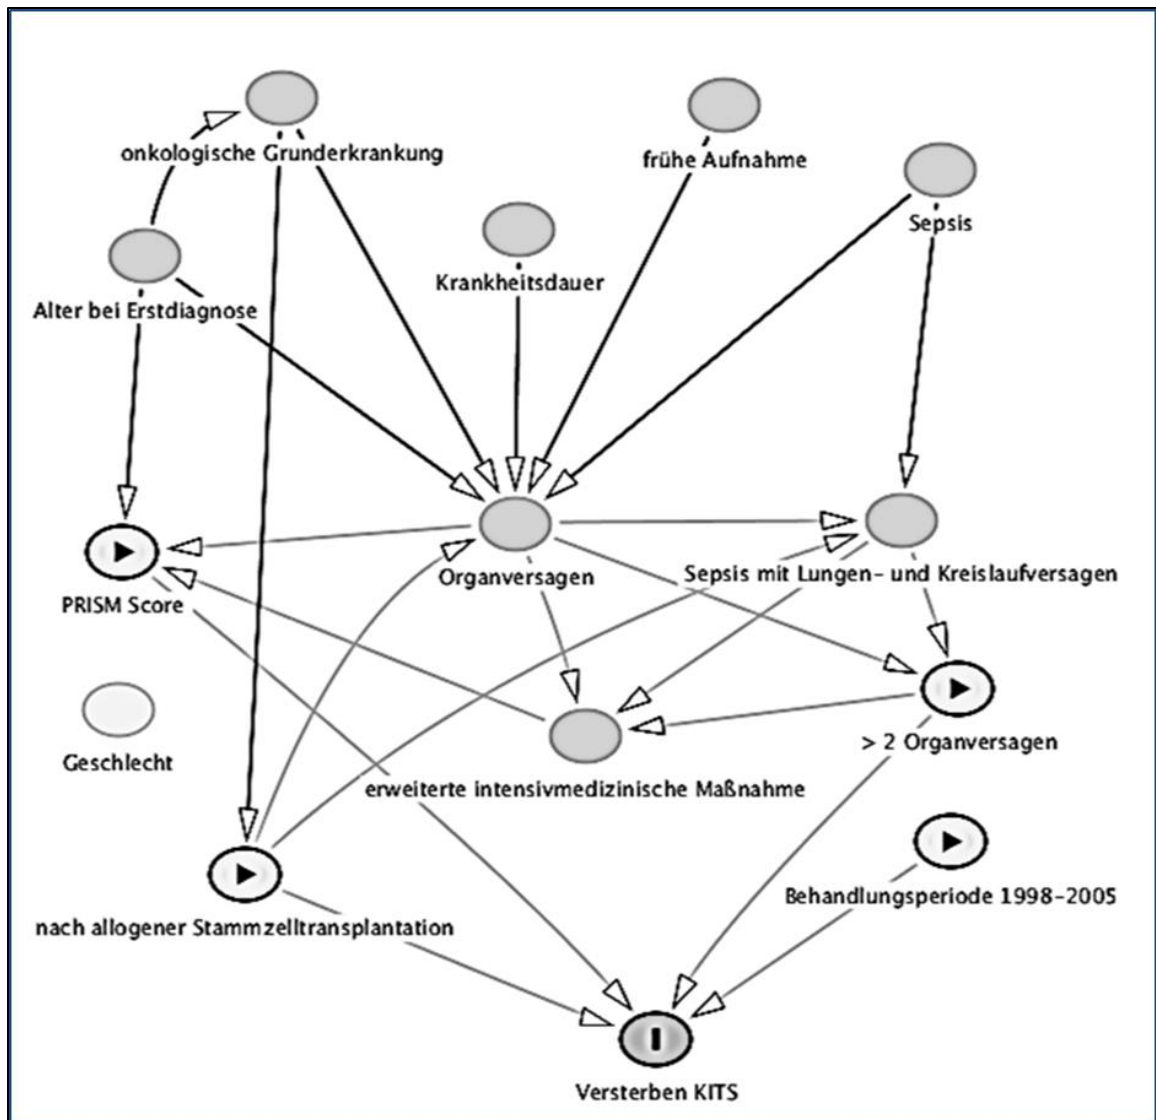 onkologische Grunderkrankung
frühe Aufnahme
Sepsis
Krankheitsdauer
Alter bei Erstdiagnose
Organversagen
Sepsis mit Lungen- und Kreislaufversagen
PRISM Score
> 2 Organversagen
Geschlecht
erweiterte intensivmedizinische Maßnahme
Behandlungsperiode 1998-2005
nach allogener Stammzelltransplantation
Versterben KITS